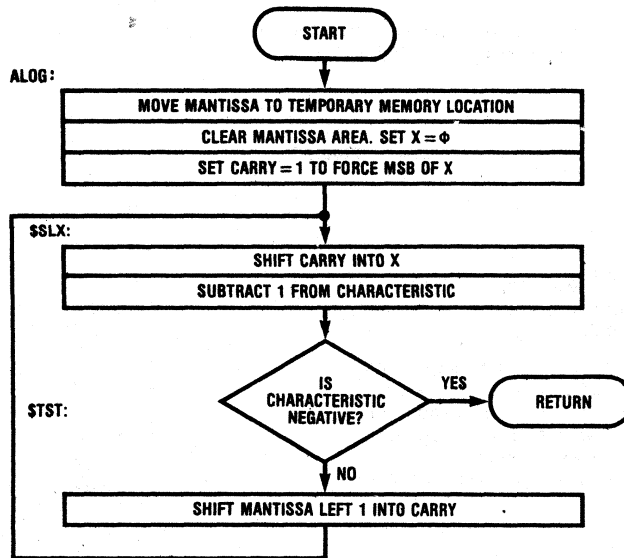 START
ALOG:
MOVE MANTISSA TO TEMPORARY MEMORY LOCATION
CLEAR MANTISSA AREA. SET X = Φ
SET CARRY = 1 TO FORCE MSB OF X
$SLX:
SHIFT CARRY INTO X
SUBTRACT 1 FROM CHARACTERISTIC
$TST:
IS
CHARACTERISTIC
NEGATIVE?
YES
RETURN
NO
SHIFT MANTISSA LEFT 1 INTO CARRY